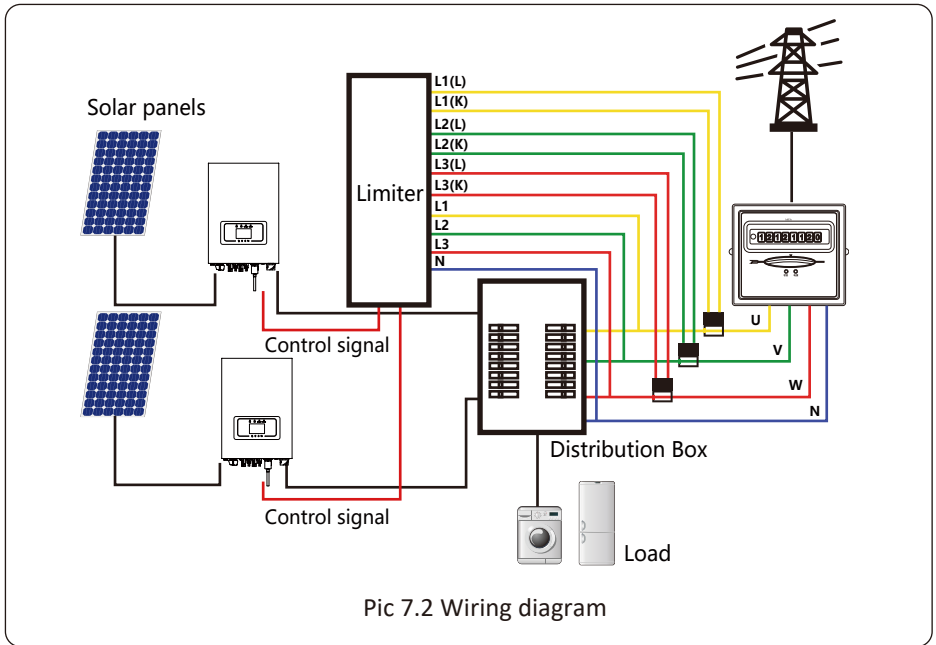 Solar panels
Limiter
L1(L)
L1(K)
L2(L)
L2(K)
L3(L)
L3(K)
L1
L2
L3
N
Control signal
Control signal
U
V
W
N
Distribution Box
Load
Pic 7.2 Wiring diagram